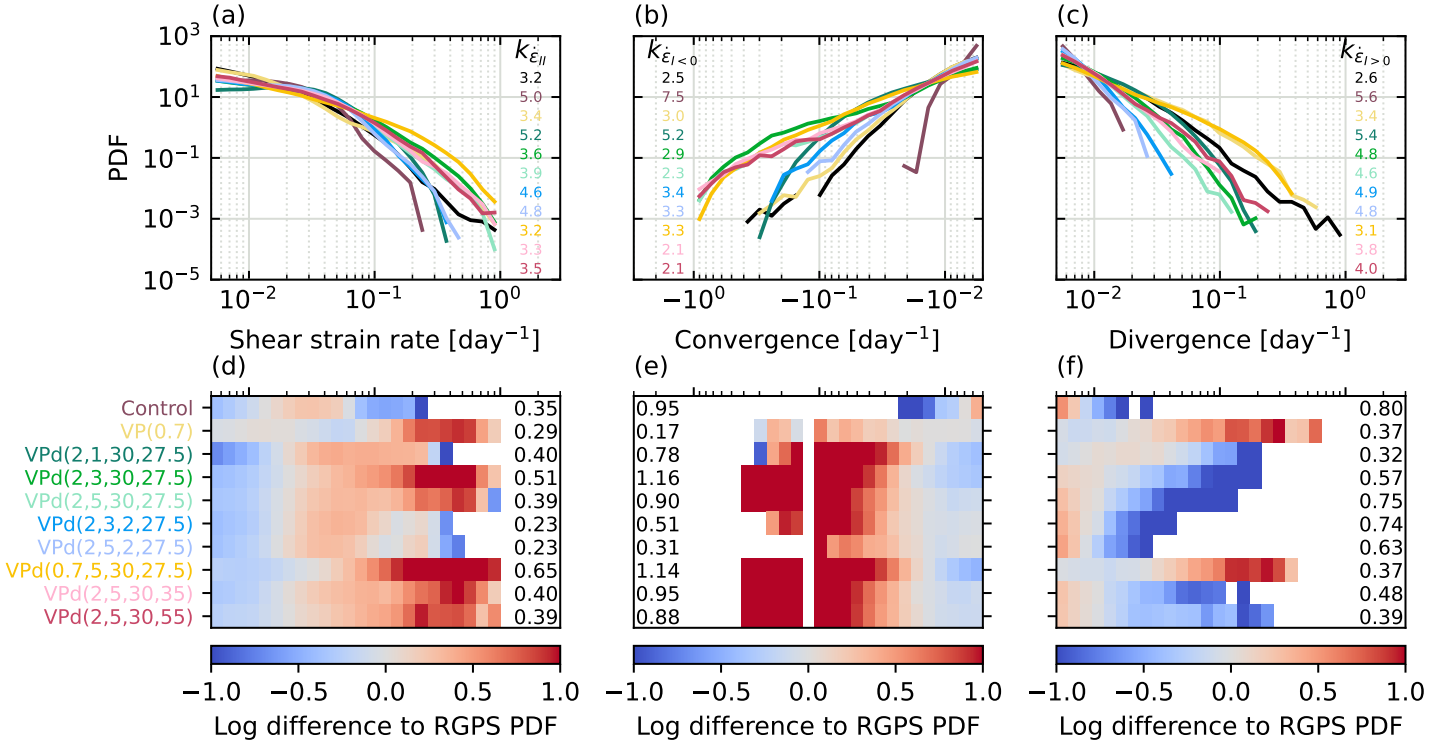 (a)
(b)
(c)
PDF
10³
10¹
10⁻¹
10⁻³
10⁻⁵
k_ε̇_II
3.2
5.0
3.4
5.2
3.6
3.9
4.6
4.8
3.2
3.3
3.5
10⁻²
10⁻¹
10⁰
Shear strain rate [day⁻¹]
k_ε̇_I<0
2.5
7.5
3.0
5.2
2.9
2.3
3.4
3.3
3.3
2.1
2.1
−10⁰
−10⁻¹
−10⁻²
Convergence [day⁻¹]
k_ε̇_I>0
2.6
5.6
3.4
5.4
4.8
4.6
4.9
4.8
3.1
3.8
4.0
10⁻²
10⁻¹
10⁰
Divergence [day⁻¹]
(d)
(e)
(f)
Control
VP(0.7)
VPd(2,1,30,27.5)
VPd(2,3,30,27.5)
VPd(2,5,30,27.5)
VPd(2,3,2,27.5)
VPd(2,5,2,27.5)
VPd(0.7,5,30,27.5)
VPd(2,5,30,35)
VPd(2,5,30,55)
0.35
0.29
0.40
0.51
0.39
0.23
0.23
0.65
0.40
0.39
0.95
0.17
0.78
1.16
0.90
0.51
0.31
1.14
0.95
0.88
0.80
0.37
0.32
0.57
0.75
0.74
0.63
0.37
0.48
0.39
−1.0 −0.5 0.0 0.5 1.0
Log difference to RGPS PDF
−1.0 −0.5 0.0 0.5 1.0
Log difference to RGPS PDF
−1.0 −0.5 0.0 0.5 1.0
Log difference to RGPS PDF